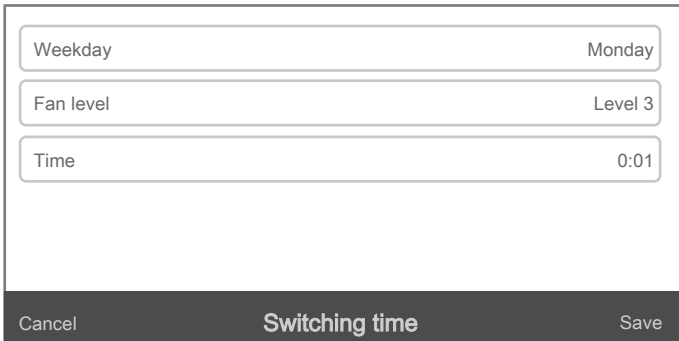 Weekday Monday
Fan level Level 3
Time 0:01
Cancel Switching time Save